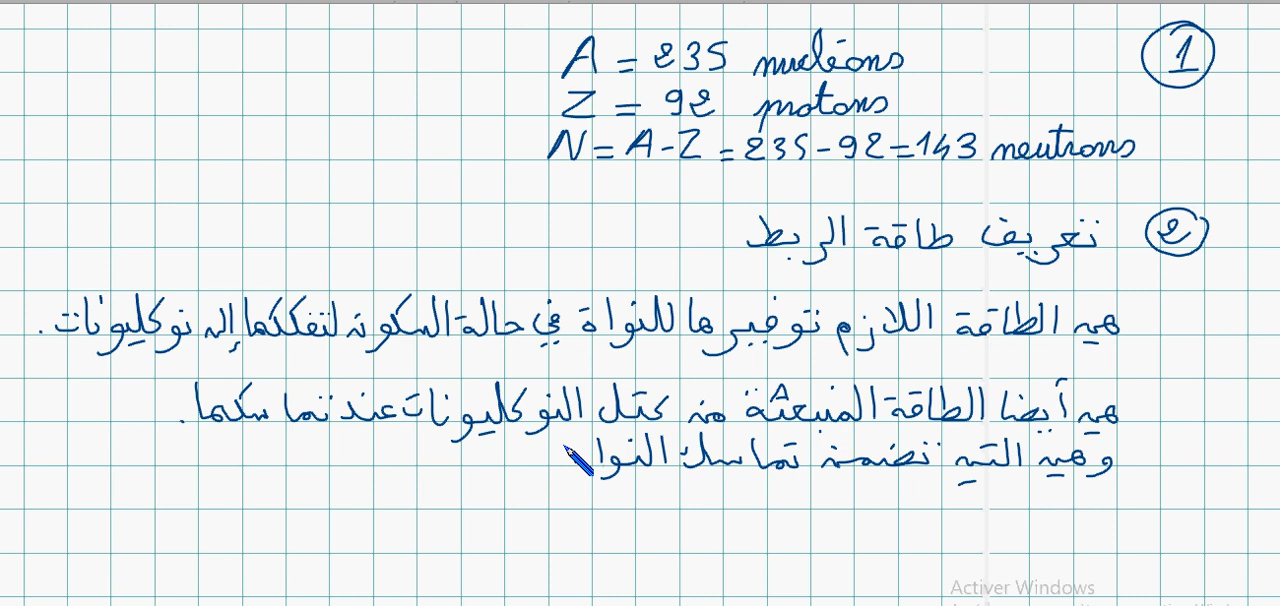 ①
A = 235 nucléons
Z = 92 protons
N = A-Z = 235-92=143 neutrons
② تعريف طاقة الربط
هي الطاقة اللازم توفيرها للنواة في حالة السكون لتفككها إلى نوكليونات.
هي أيضا الطاقة المنبعثة من كتل النوكليونات عند تماسكها.
وهي التي تضمن تماسك النوا
Activer Windows